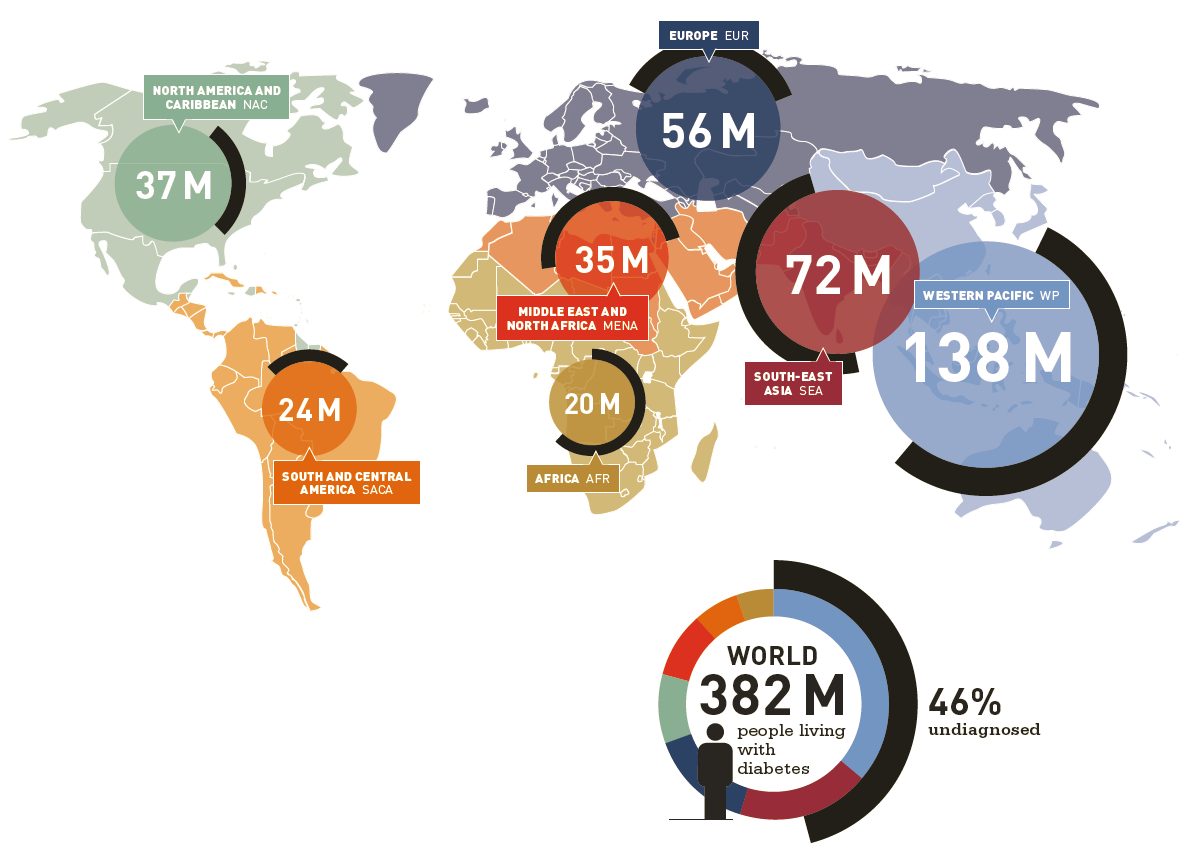 EUROPE EUR
56 M
NORTH AMERICA AND
CARIBBEAN NAC
37 M
35 M
MIDDLE EAST AND
NORTH AFRICA MENA
72 M
SOUTH-EAST
ASIA SEA
WESTERN PACIFIC WP
138 M
24 M
SOUTH AND CENTRAL
AMERICA SACA
20 M
AFRICA AFR
WORLD
382 M
people living
with
diabetes
46%
undiagnosed